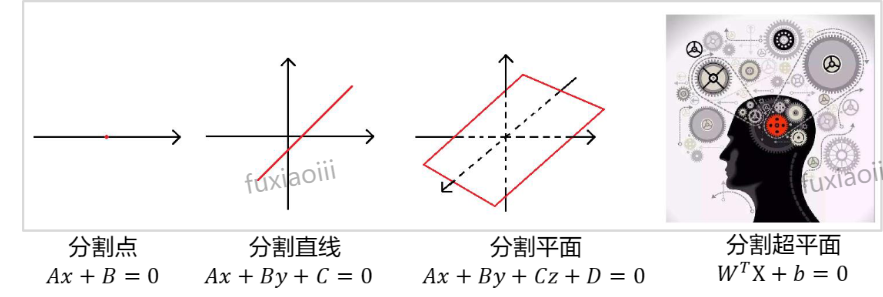 fuxiaoiii
fuxiaoii
分割点
分割直线
分割平面
分割超平面
Ax + B = 0
Ax + By + C = 0
Ax + By + Cz + D = 0
W^T X + b = 0